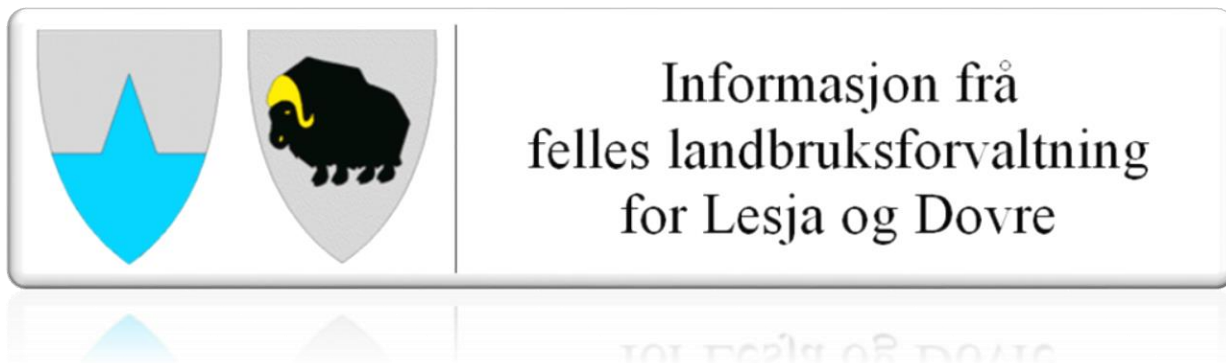 Informasjon frå
felles landbruksforvaltning
for Lesja og Dovre